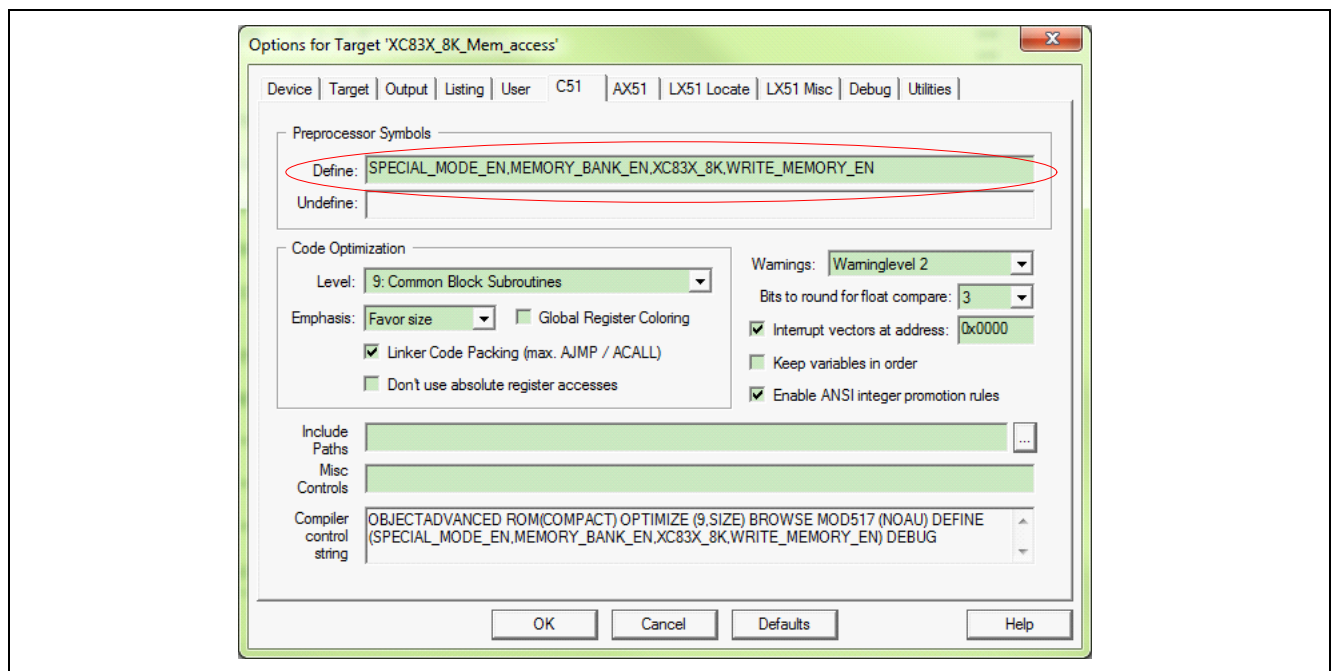 Options for Target 'XC83X_8K_Mem_access'
Device Target Output Listing User C51 AX51 LX51 Locate LX51 Misc Debug Utilities
Preprocessor Symbols
Define: SPECIAL_MODE_EN,MEMORY_BANK_EN,XC83X_8K,WRITE_MEMORY_EN
Undefine:
Code Optimization
Level: 9: Common Block Subroutines
Emphasis: Favor size Global Register Coloring
Linker Code Packing (max. AJMP / ACALL)
Don't use absolute register accesses
Warnings: Warninglevel 2
Bits to round for float compare: 3
Interrupt vectors at address: 0x0000
Keep variables in order
Enable ANSI integer promotion rules
Include
Paths
...
Misc
Controls
Compiler
control
string
OBJECTADVANCED ROM(COMPACT) OPTIMIZE (9,SIZE) BROWSE MOD517 (NOAU) DEFINE
(SPECIAL_MODE_EN,MEMORY_BANK_EN,XC83X_8K,WRITE_MEMORY_EN) DEBUG
OK Cancel Defaults Help